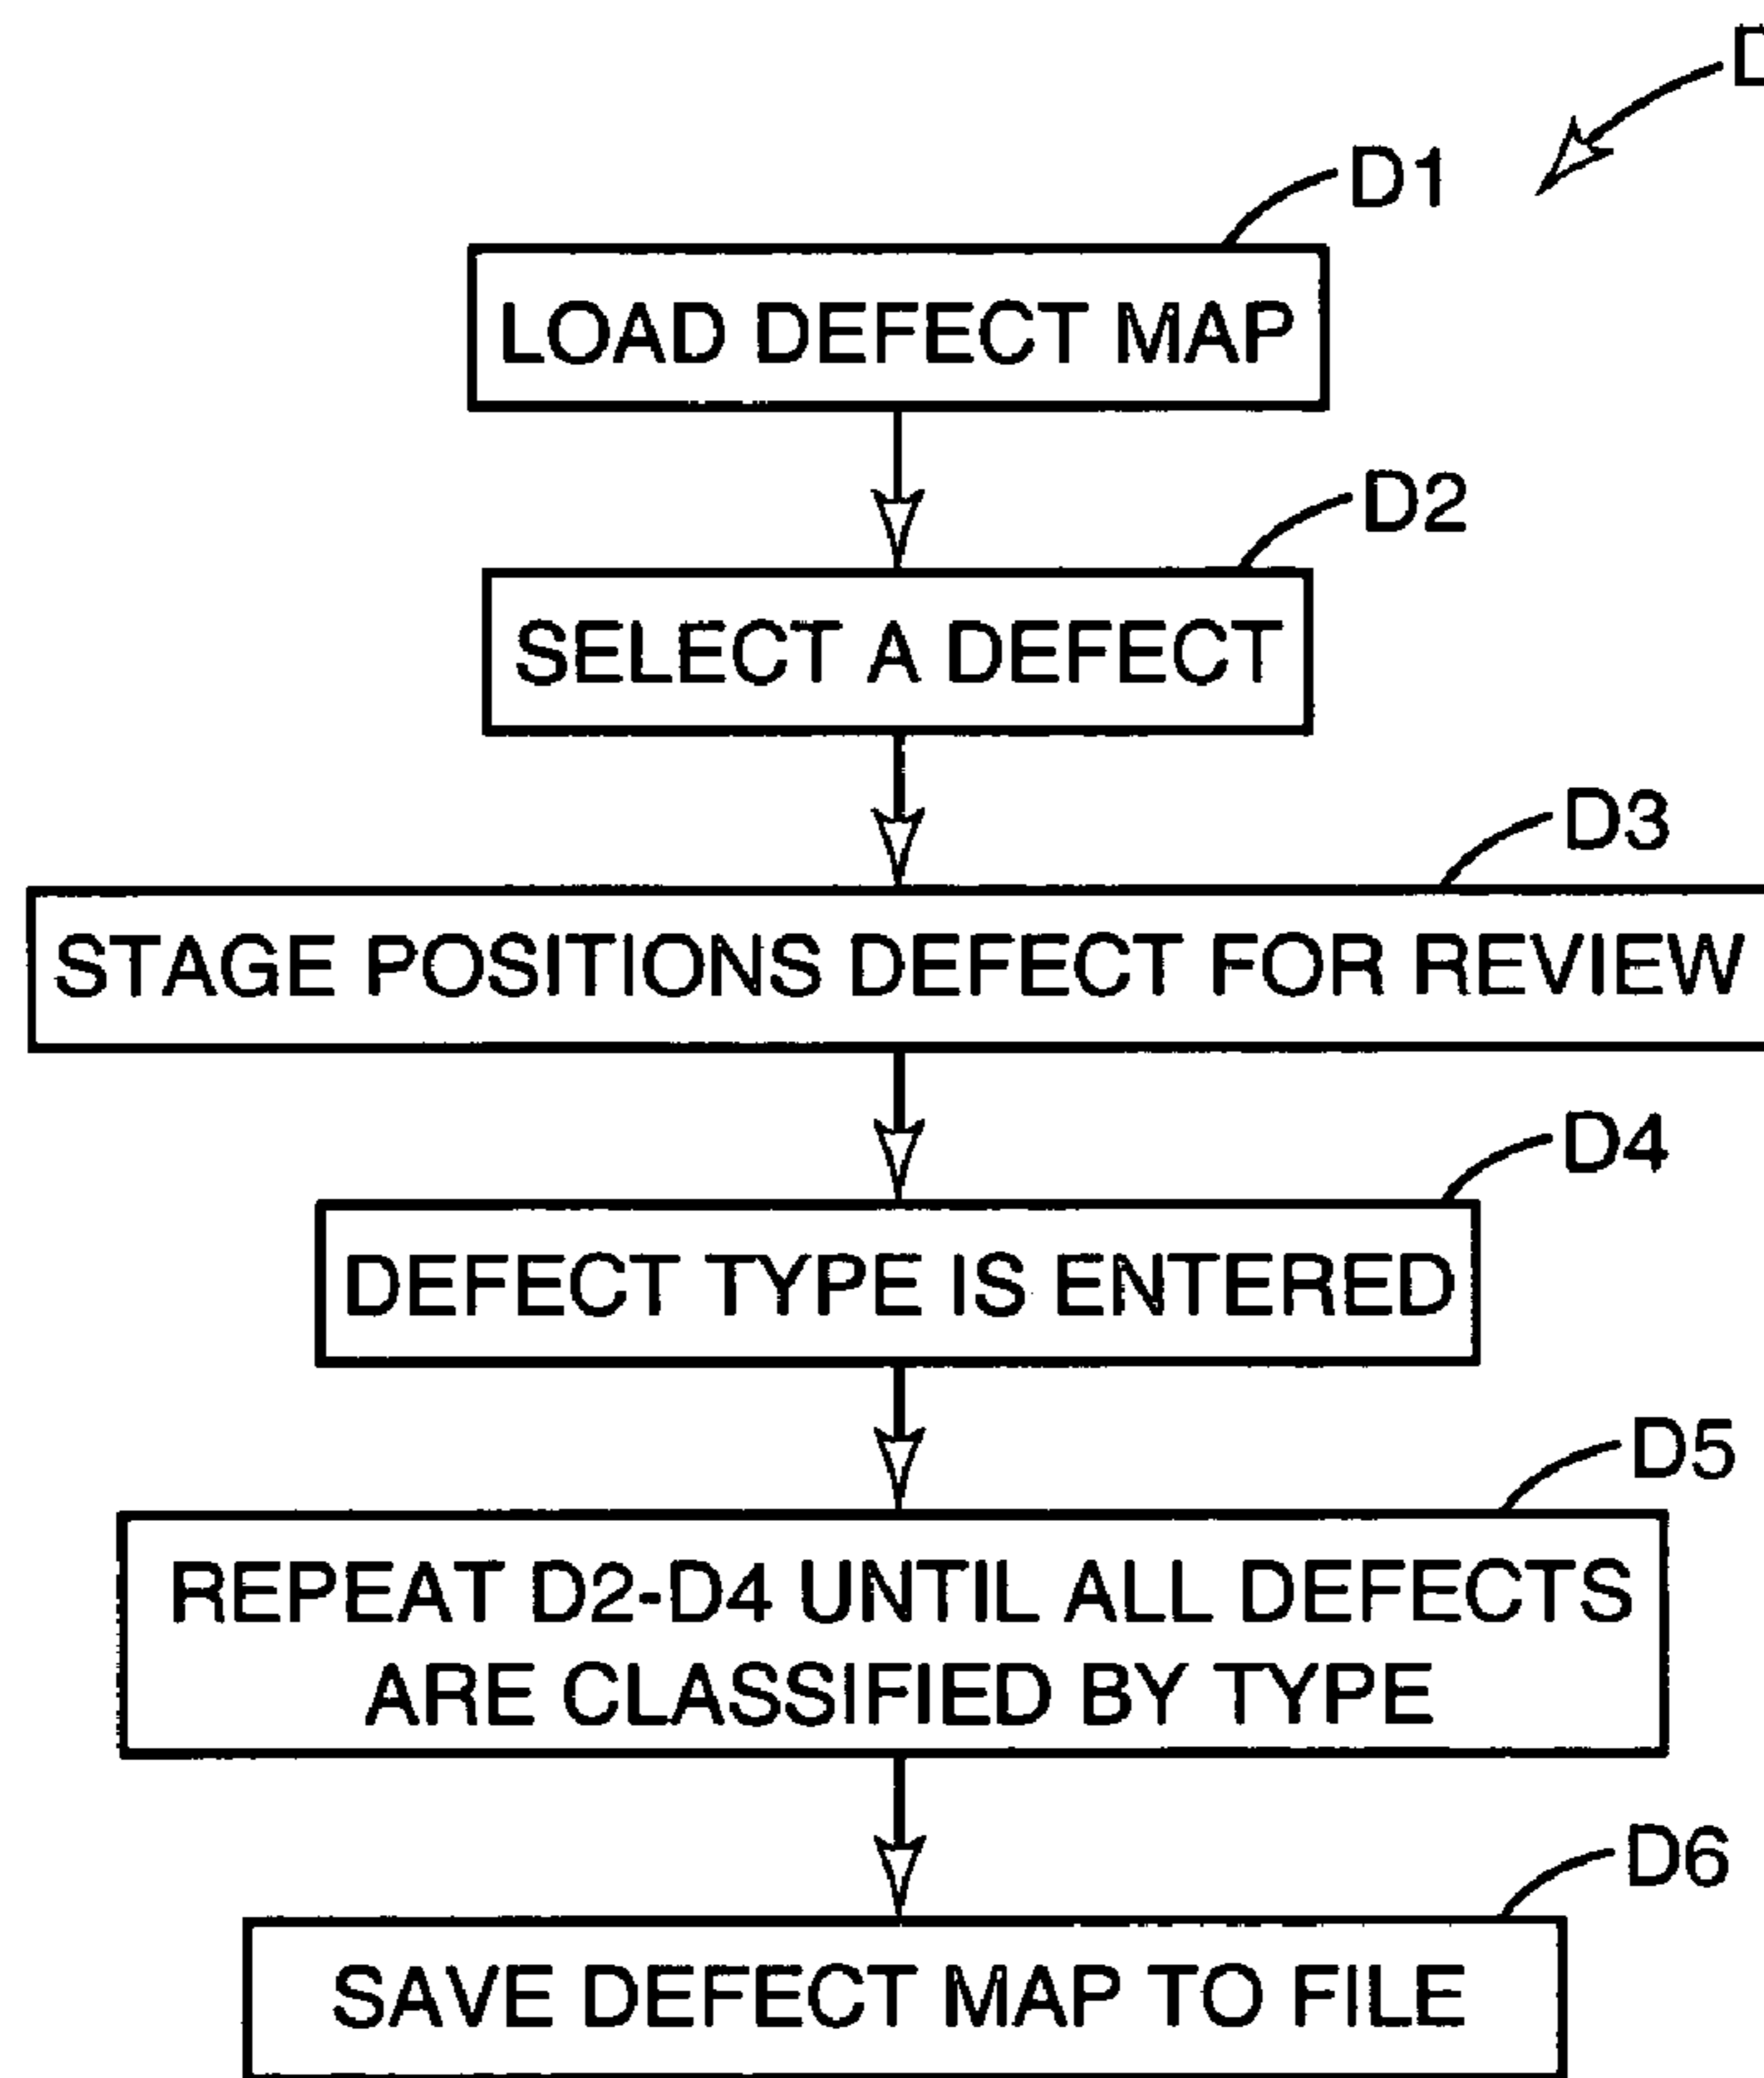 D
D1
LOAD DEFECT MAP
D2
SELECT A DEFECT
D3
STAGE POSITIONS DEFECT FOR REVIEW
D4
DEFECT TYPE IS ENTERED
D5
REPEAT D2-D4 UNTIL ALL DEFECTS
ARE CLASSIFIED BY TYPE
D6
SAVE DEFECT MAP TO FILE